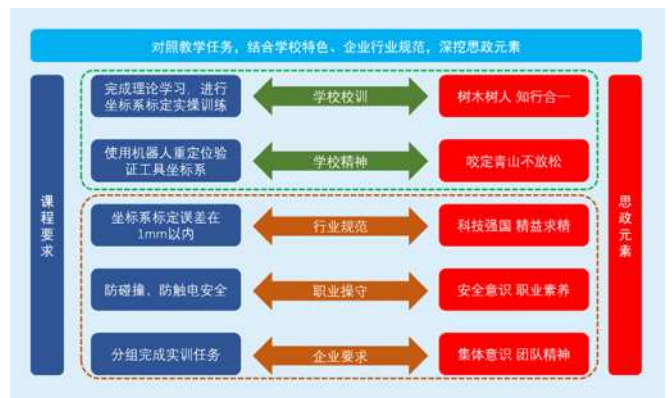 对照教学任务，结合学校特色、企业行业规范，深挖思政元素
课程要求
完成理论学习，进行
坐标系标定实操训练
学校校训
树木树人 知行合一
使用机器人重定位验
证工具坐标系
学校精神
咬定青山不放松
坐标系标定误差在
1mm以内
行业规范
科技强国 精益求精
防碰撞、防触电安全
职业操守
安全意识 职业素养
分组完成实训任务
企业要求
集体意识 团队精神
思政元素